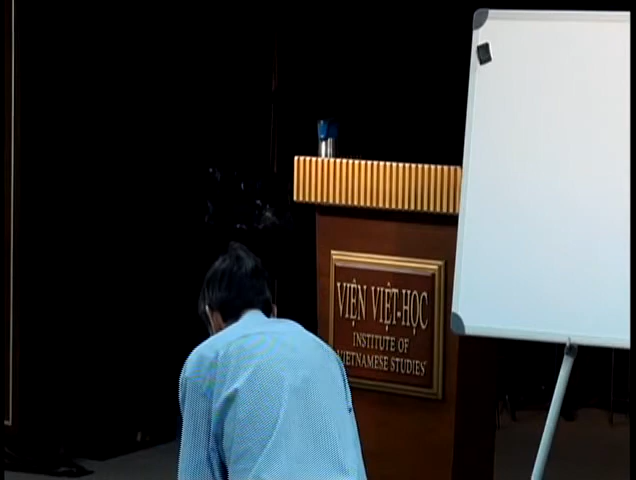 VIỆN VIỆT-HỌC
INSTITUTE OF
VIETNAMESE STUDIES